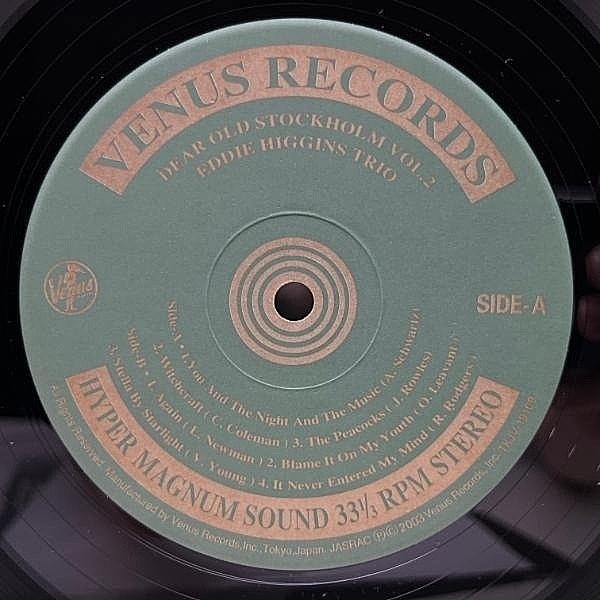 VENUS RECORDS
DEAR OLD STOCKHOLM VOL.2
EDDIE HIGGINS TRIO
Venus
SIDE-A
Side-A • 1.You And The Night And The Music (A. Schwartz)
2. Witchcraft ( C. Coleman ) 3. The Peacocks ( J. Rowles)
Side-B • 1. Again ( L. Newman ) 2. Blame It On My Youth ( O. Leavant )
3. Stella By Starlight ( V. Young ) 4. It Never Entered My Mind ( R. Rodgers )
HYPER MAGNUM SOUND 33⅓ RPM STEREO
All Rights Reserved. Manufactured by Venus Records,Inc.,Tokyo,Japan. JASRAC ⓅⒸ 2003 Venus Records, Inc.